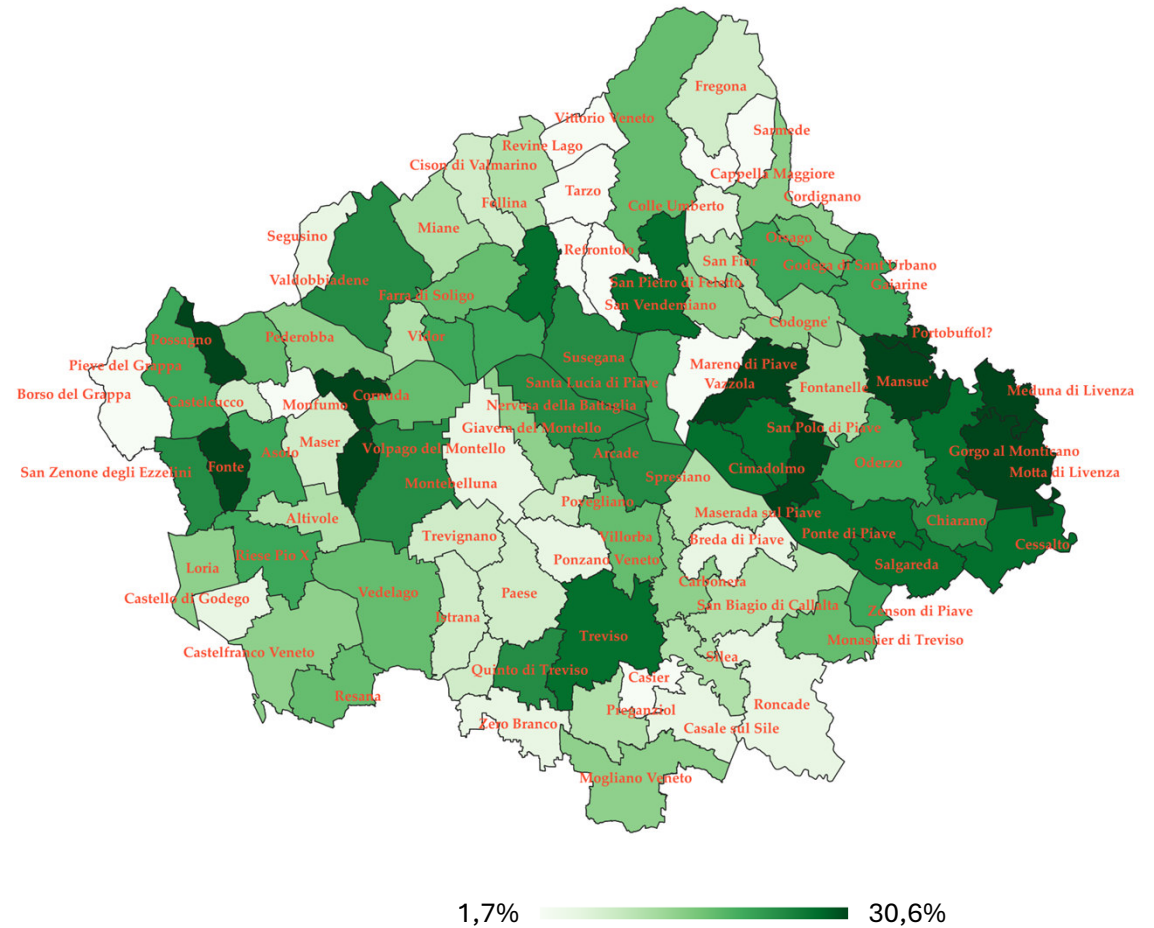 Fregona
Vittorio Veneto
Sarmede
Revine Lago
Cison di Valmarino
Cappella Maggiore
Tarzo
Cordignano
Follina
Colle Umberto
Miane
Segusino
Orsago
Refrontolo
San Fior
Godega di Sant'Urbano
Valdobbiadene
San Pietro di Feletto
Gaiarine
Farra di Soligo
San Vendemiano
Codogne'
Portobuffol?
Possagno
Pederobba
Vidor
Susegana
Mareno di Piave
Pieve del Grappa
Santa Lucia di Piave
Vazzola
Fontanelle
Mansue'
Meduna di Livenza
Borso del Grappa
Castelcucco
Monfumo
Cornuda
Nervesa della Battaglia
Giavera del Montello
San Polo di Piave
Maser
Volpago del Montello
Asolo
Arcade
Gorgo al Monticano
San Zenone degli Ezzelini
Fonte
Oderzo
Cimadolmo
Motta di Livenza
Spresiano
Montebelluna
Povegliano
Altivole
Maserada sul Piave
Chiarano
Trevignano
Villorba
Breda di Piave
Ponte di Piave
Cessalto
Riese Pio X
Ponzano Veneto
Loria
Salgareda
Carbonera
Vedelago
Paese
Castello di Godego
San Biagio di Callalta
Zenson di Piave
Istrana
Treviso
Monastier di Treviso
Castelfranco Veneto
Silea
Quinto di Treviso
Casier
Resana
Roncade
Preganziol
Zero Branco
Casale sul Sile
Mogliano Veneto
1,7%
30,6%